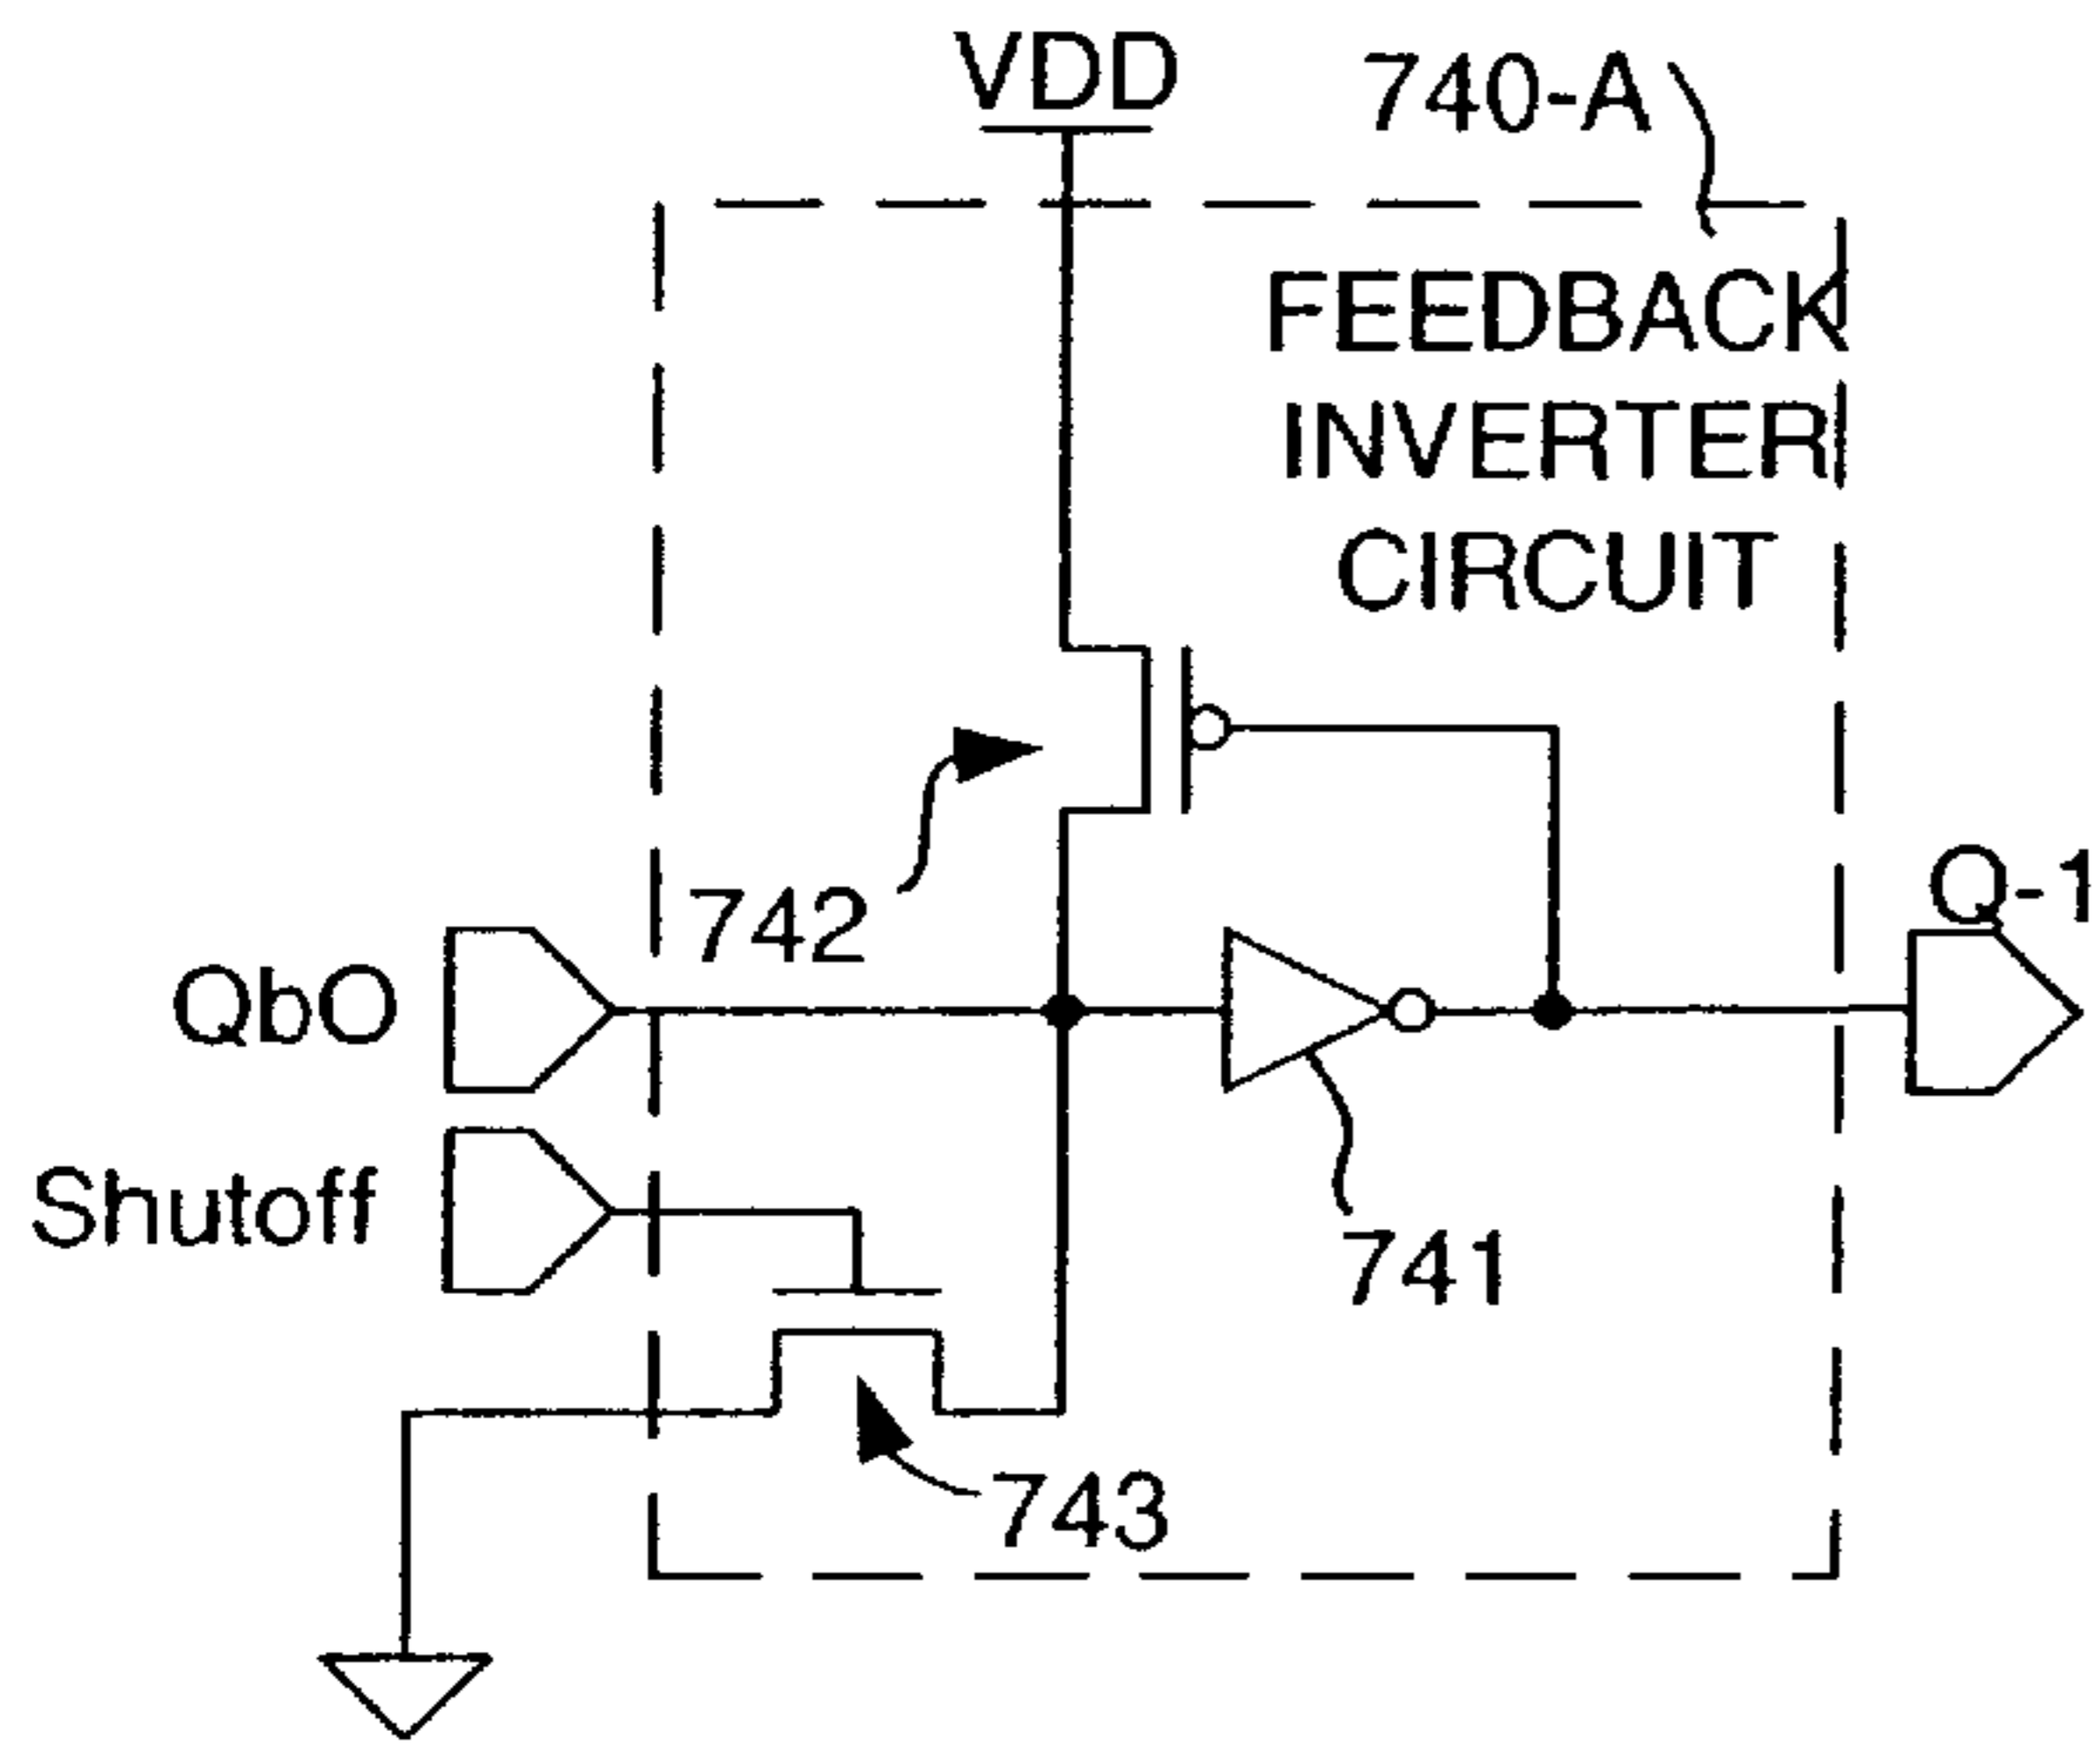 VDD
740-A
FEEDBACK
INVERTER
CIRCUIT
742
Q-1
QbO
Shutoff
741
743